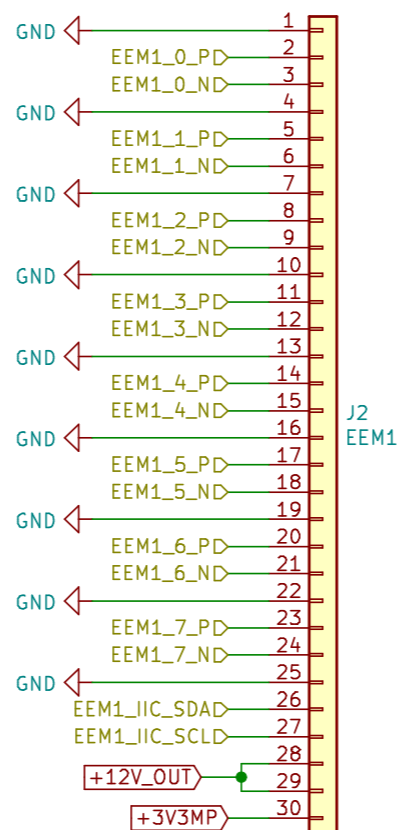 GND 1
EEM1_0_P 2
EEM1_0_N 3
GND 4
EEM1_1_P 5
EEM1_1_N 6
GND 7
EEM1_2_P 8
EEM1_2_N 9
GND 10
EEM1_3_P 11
EEM1_3_N 12
GND 13
EEM1_4_P 14
EEM1_4_N 15
GND 16
EEM1_5_P 17
EEM1_5_N 18
GND 19
EEM1_6_P 20
EEM1_6_N 21
GND 22
EEM1_7_P 23
EEM1_7_N 24
GND 25
EEM1_IIC_SDA 26
EEM1_IIC_SCL 27
28
+12V_OUT
29
+3V3MP 30
J2
EEM1